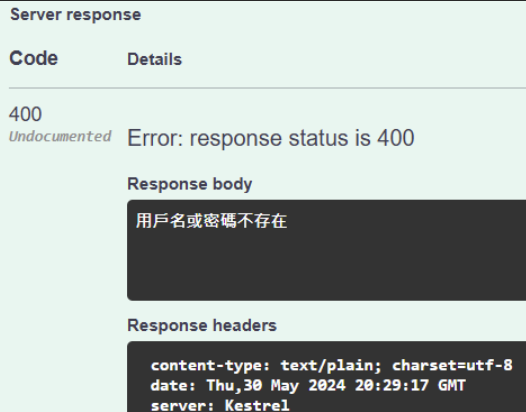 Server response
Code Details
400
Undocumented
Error: response status is 400
Response body
用戶名或密碼不存在
Response headers
content-type: text/plain; charset=utf-8
date: Thu,30 May 2024 20:29:17 GMT
server: Kestrel